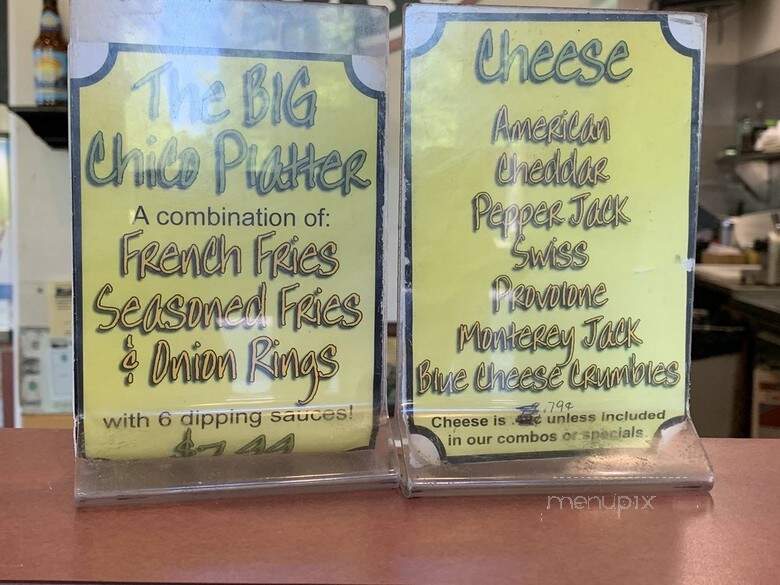 The BIG
Chico Platter
A combination of:
French Fries
Seasoned Fries
& Onion Rings
with 6 dipping sauces!
Cheese
American
Cheddar
Pepper Jack
Swiss
Provolone
Monterey Jack
Blue Cheese Crumbles
.79¢
Cheese is unless included
in our combos or specials.
menupix